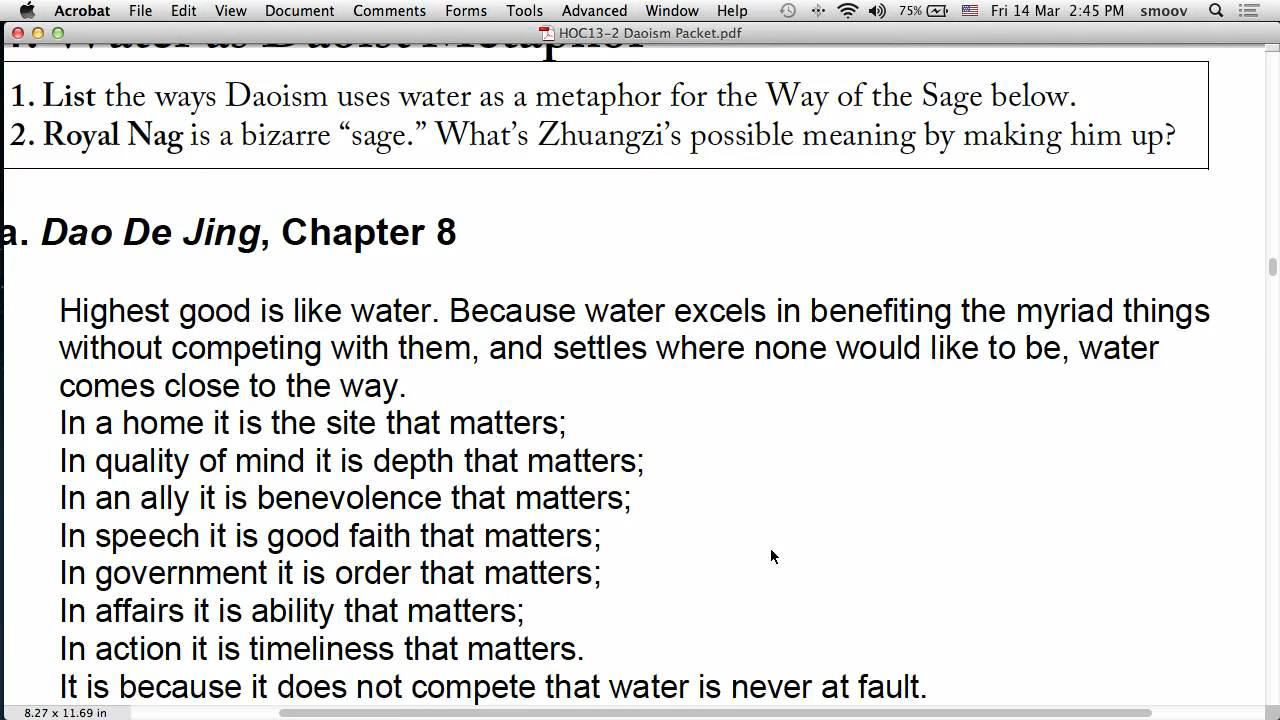 Acrobat File Edit View Document Comments Forms Tools Advanced Window Help 75% Fri 14 Mar 2:45 PM smoov
HOC13-2 Daoism Packet.pdf
Water as Daoist Metaphor
1. List the ways Daoism uses water as a metaphor for the Way of the Sage below.
2. Royal Nag is a bizarre “sage.” What’s Zhuangzi’s possible meaning by making him up?
a. Dao De Jing, Chapter 8
Highest good is like water. Because water excels in benefiting the myriad things
without competing with them, and settles where none would like to be, water
comes close to the way.
In a home it is the site that matters;
In quality of mind it is depth that matters;
In an ally it is benevolence that matters;
In speech it is good faith that matters;
In government it is order that matters;
In affairs it is ability that matters;
In action it is timeliness that matters.
It is because it does not compete that water is never at fault.
8.27 x 11.69 in